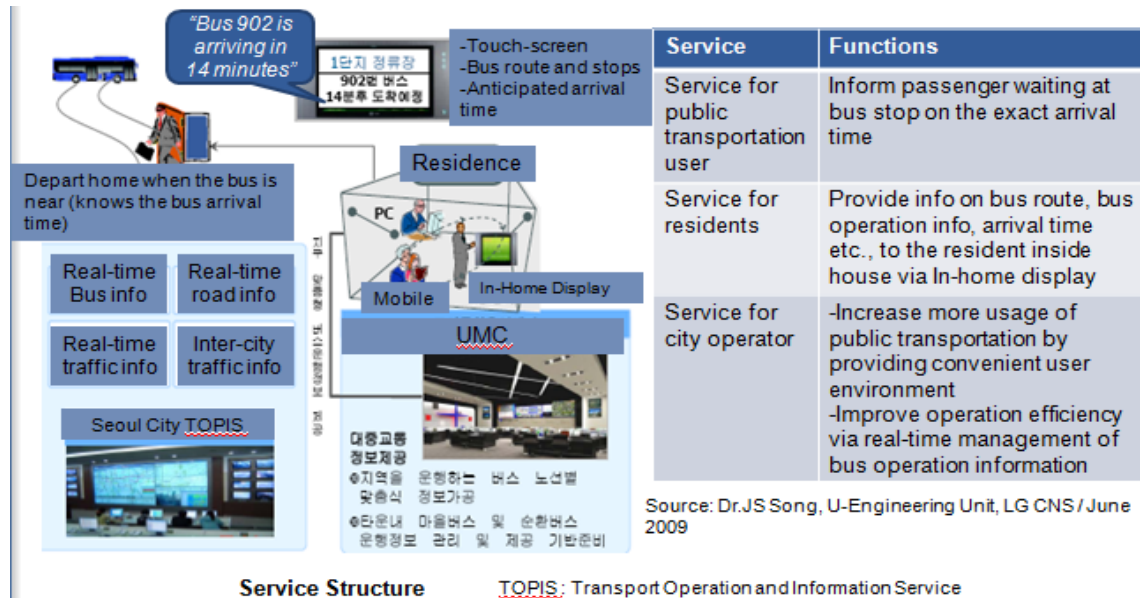 "Bus 902 is
arriving in
14 minutes"
1단지 정류장
902번 버스
14분후 도착예정
-Touch-screen
-Bus route and stops
-Anticipated arrival
time
Depart home when the bus is
near (knows the bus arrival
time)
Residence
PC
Mobile
In-Home Display
Real-time
Bus info
Real-time
road info
Real-time
traffic info
Inter-city
traffic info
Seoul City TOPIS
UMC
대중교통
정보제공
지역을 운행하는 버스 노선별
맞춤식 정보가공
타운내 마을버스 및 순환버스
운행정보 관리 및 제공 기반준비
Service Functions
Service for
public
transportation
user
Inform passenger waiting at
bus stop on the exact arrival
time
Service for
residents
Provide info on bus route, bus
operation info, arrival time
etc., to the resident inside
house via In-home display
Service for
city operator
-Increase more usage of
public transportation by
providing convenient user
environment
-Improve operation efficiency
via real-time management of
bus operation information
Source: Dr.JS Song, U-Engineering Unit, LG CNS / June
2009
Service Structure
TOPIS : Transport Operation and Information Service